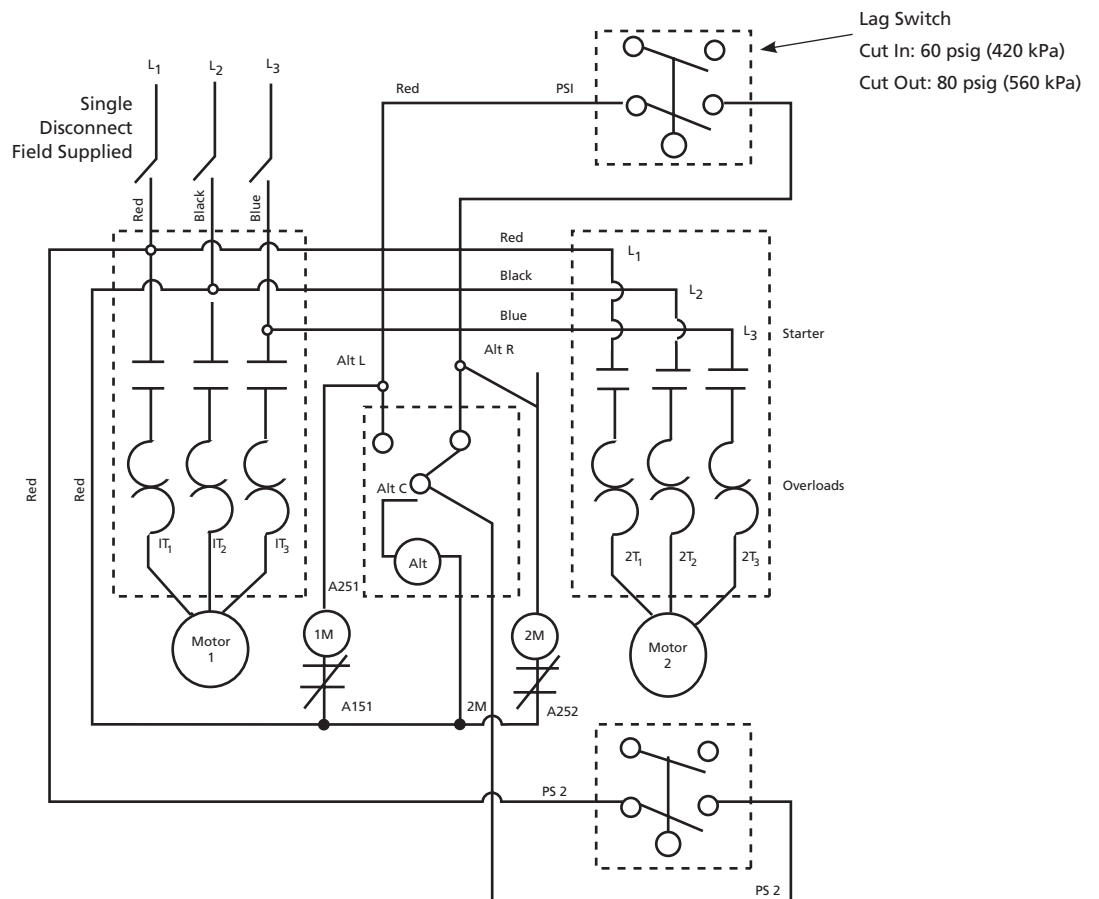 Lag Switch
Cut In: 60 psig (420 kPa)
Cut Out: 80 psig (560 kPa)
L1
L2
L3
Single
Disconnect
Field Supplied
Red
PSI
Red
Black
Blue
Red
L1
Black
L2
Blue
L3
Starter
Alt L
Alt R
Red
Red
Alt C
Overloads
Alt
IT1
IT2
IT3
2T1
2T2
2T3
A251
Motor
1
1M
2M
Motor
2
A151
2M
A252
PS 2
PS 2